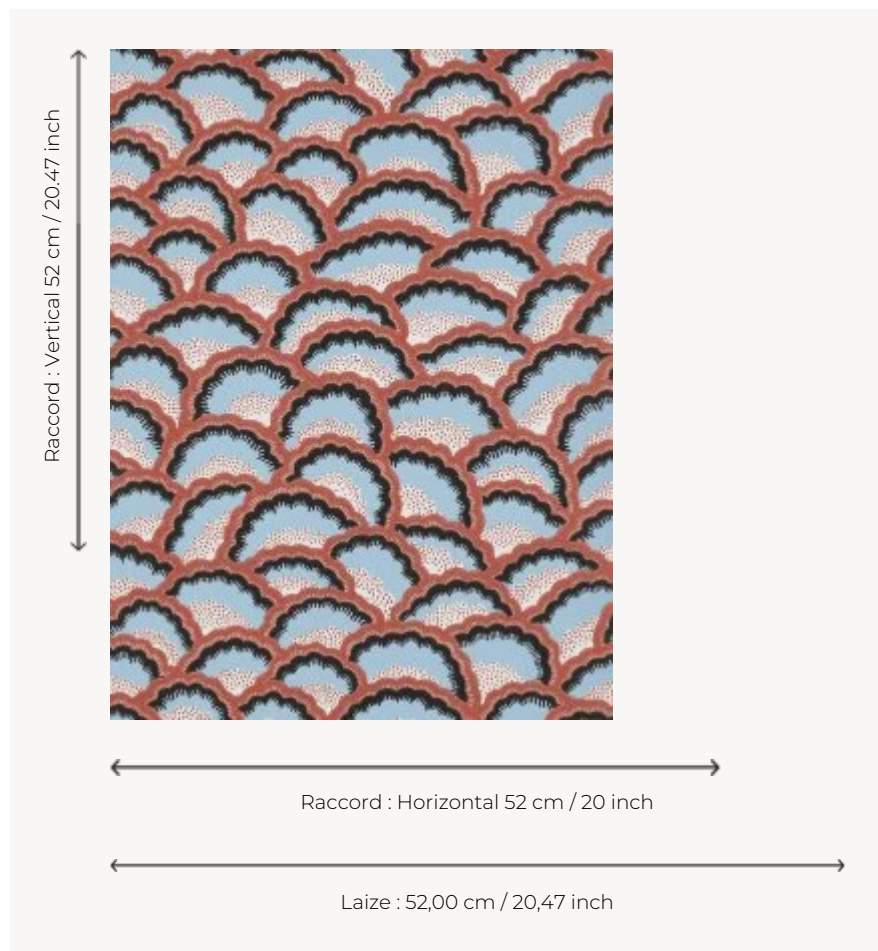 Raccord : Vertical 52 cm / 20.47 inch
Raccord : Horizontal 52 cm / 20 inch
Laize : 52,00 cm / 20,47 inch